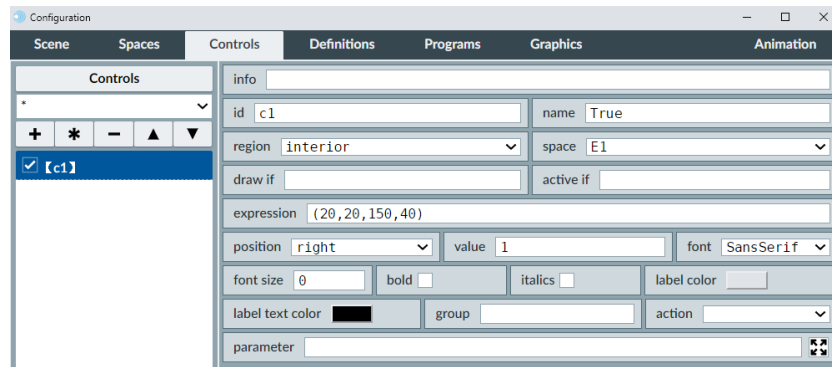 Configuration
Scene Spaces Controls Definitions Programs Graphics Animation
Controls
*
+ * − ▲ ▼
【c1】
info
id c1 name True
region interior space E1
draw if active if
expression (20,20,150,40)
position right value 1 font SansSerif
font size 0 bold italics label color
label text color group action
parameter